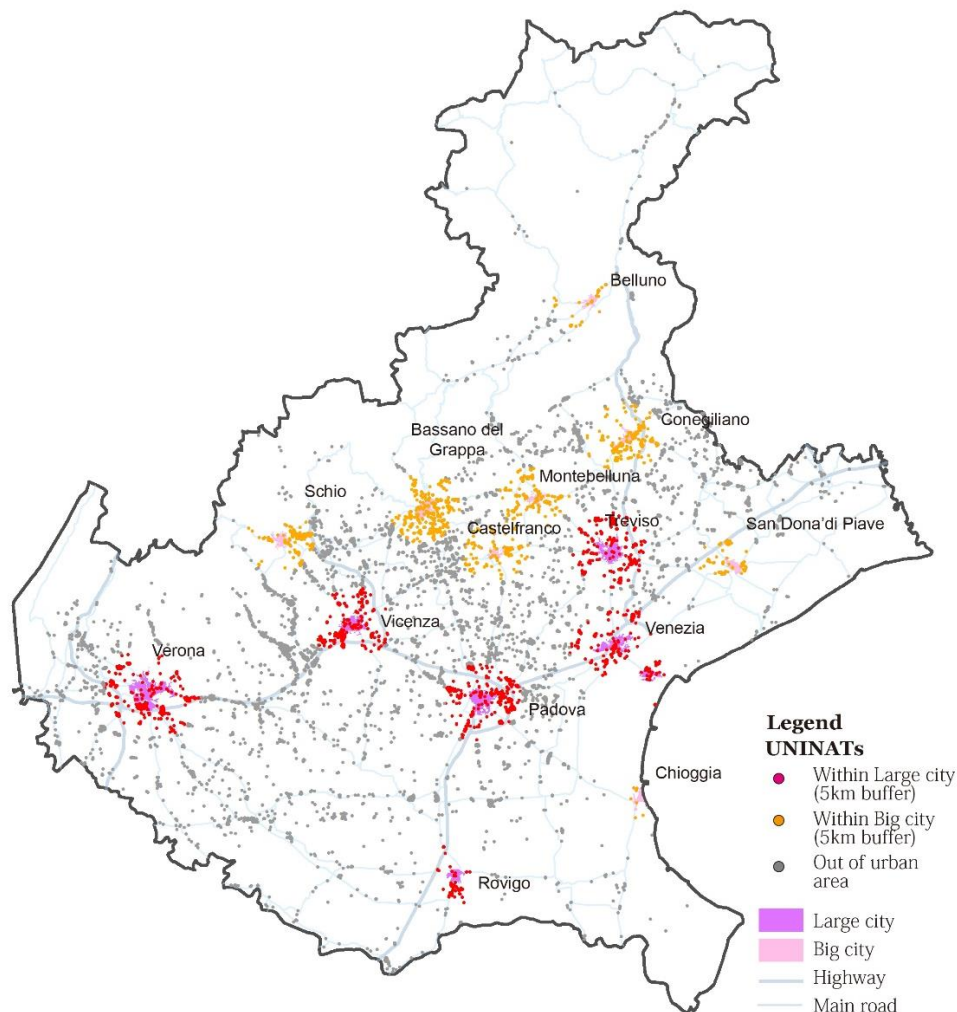 Belluno
Conegiliano
Bassano del
Grappa
Montebelluna
Schio
Castelfranco
Treviso
San Dona'di Piave
Vicenza
Venezia
Verona
Padova
Chioggia
Rovigo
Legend
UNINATs
Within Large city
(5km buffer)
Within Big city
(5km buffer)
Out of urban
area
Large city
Big city
Highway
Main road